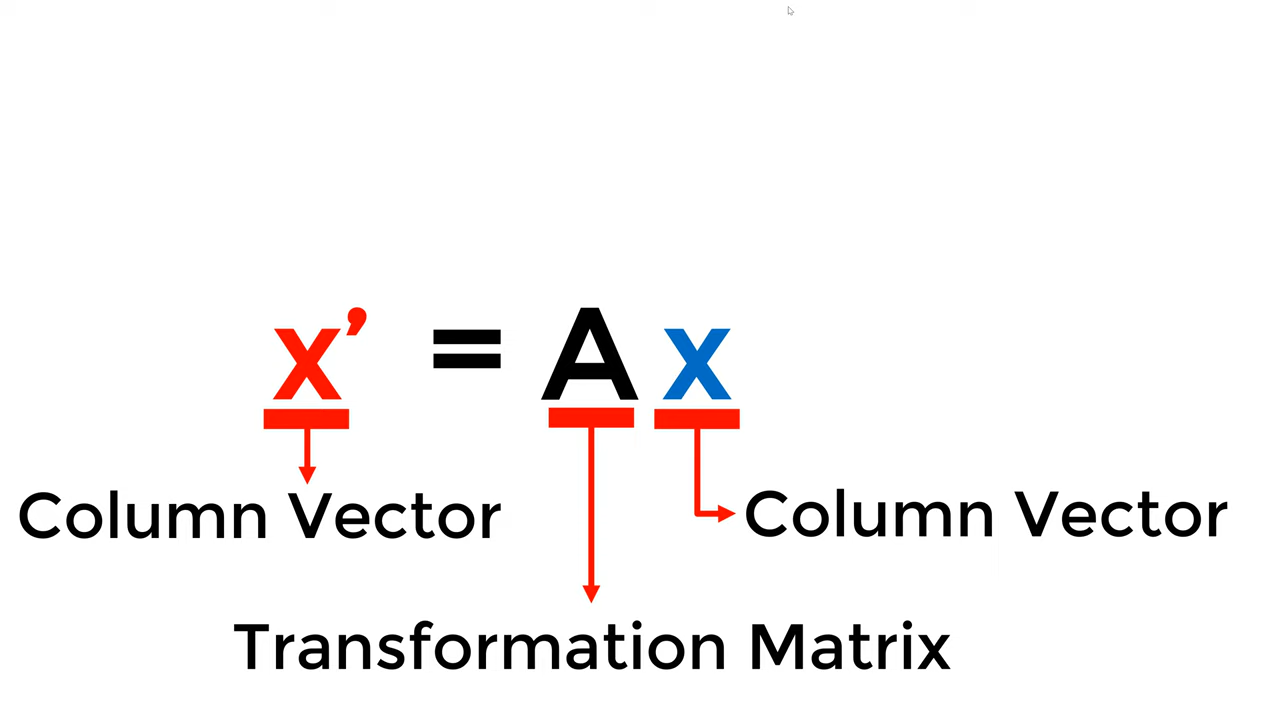 x’ = A x
Column Vector
Column Vector
Transformation Matrix